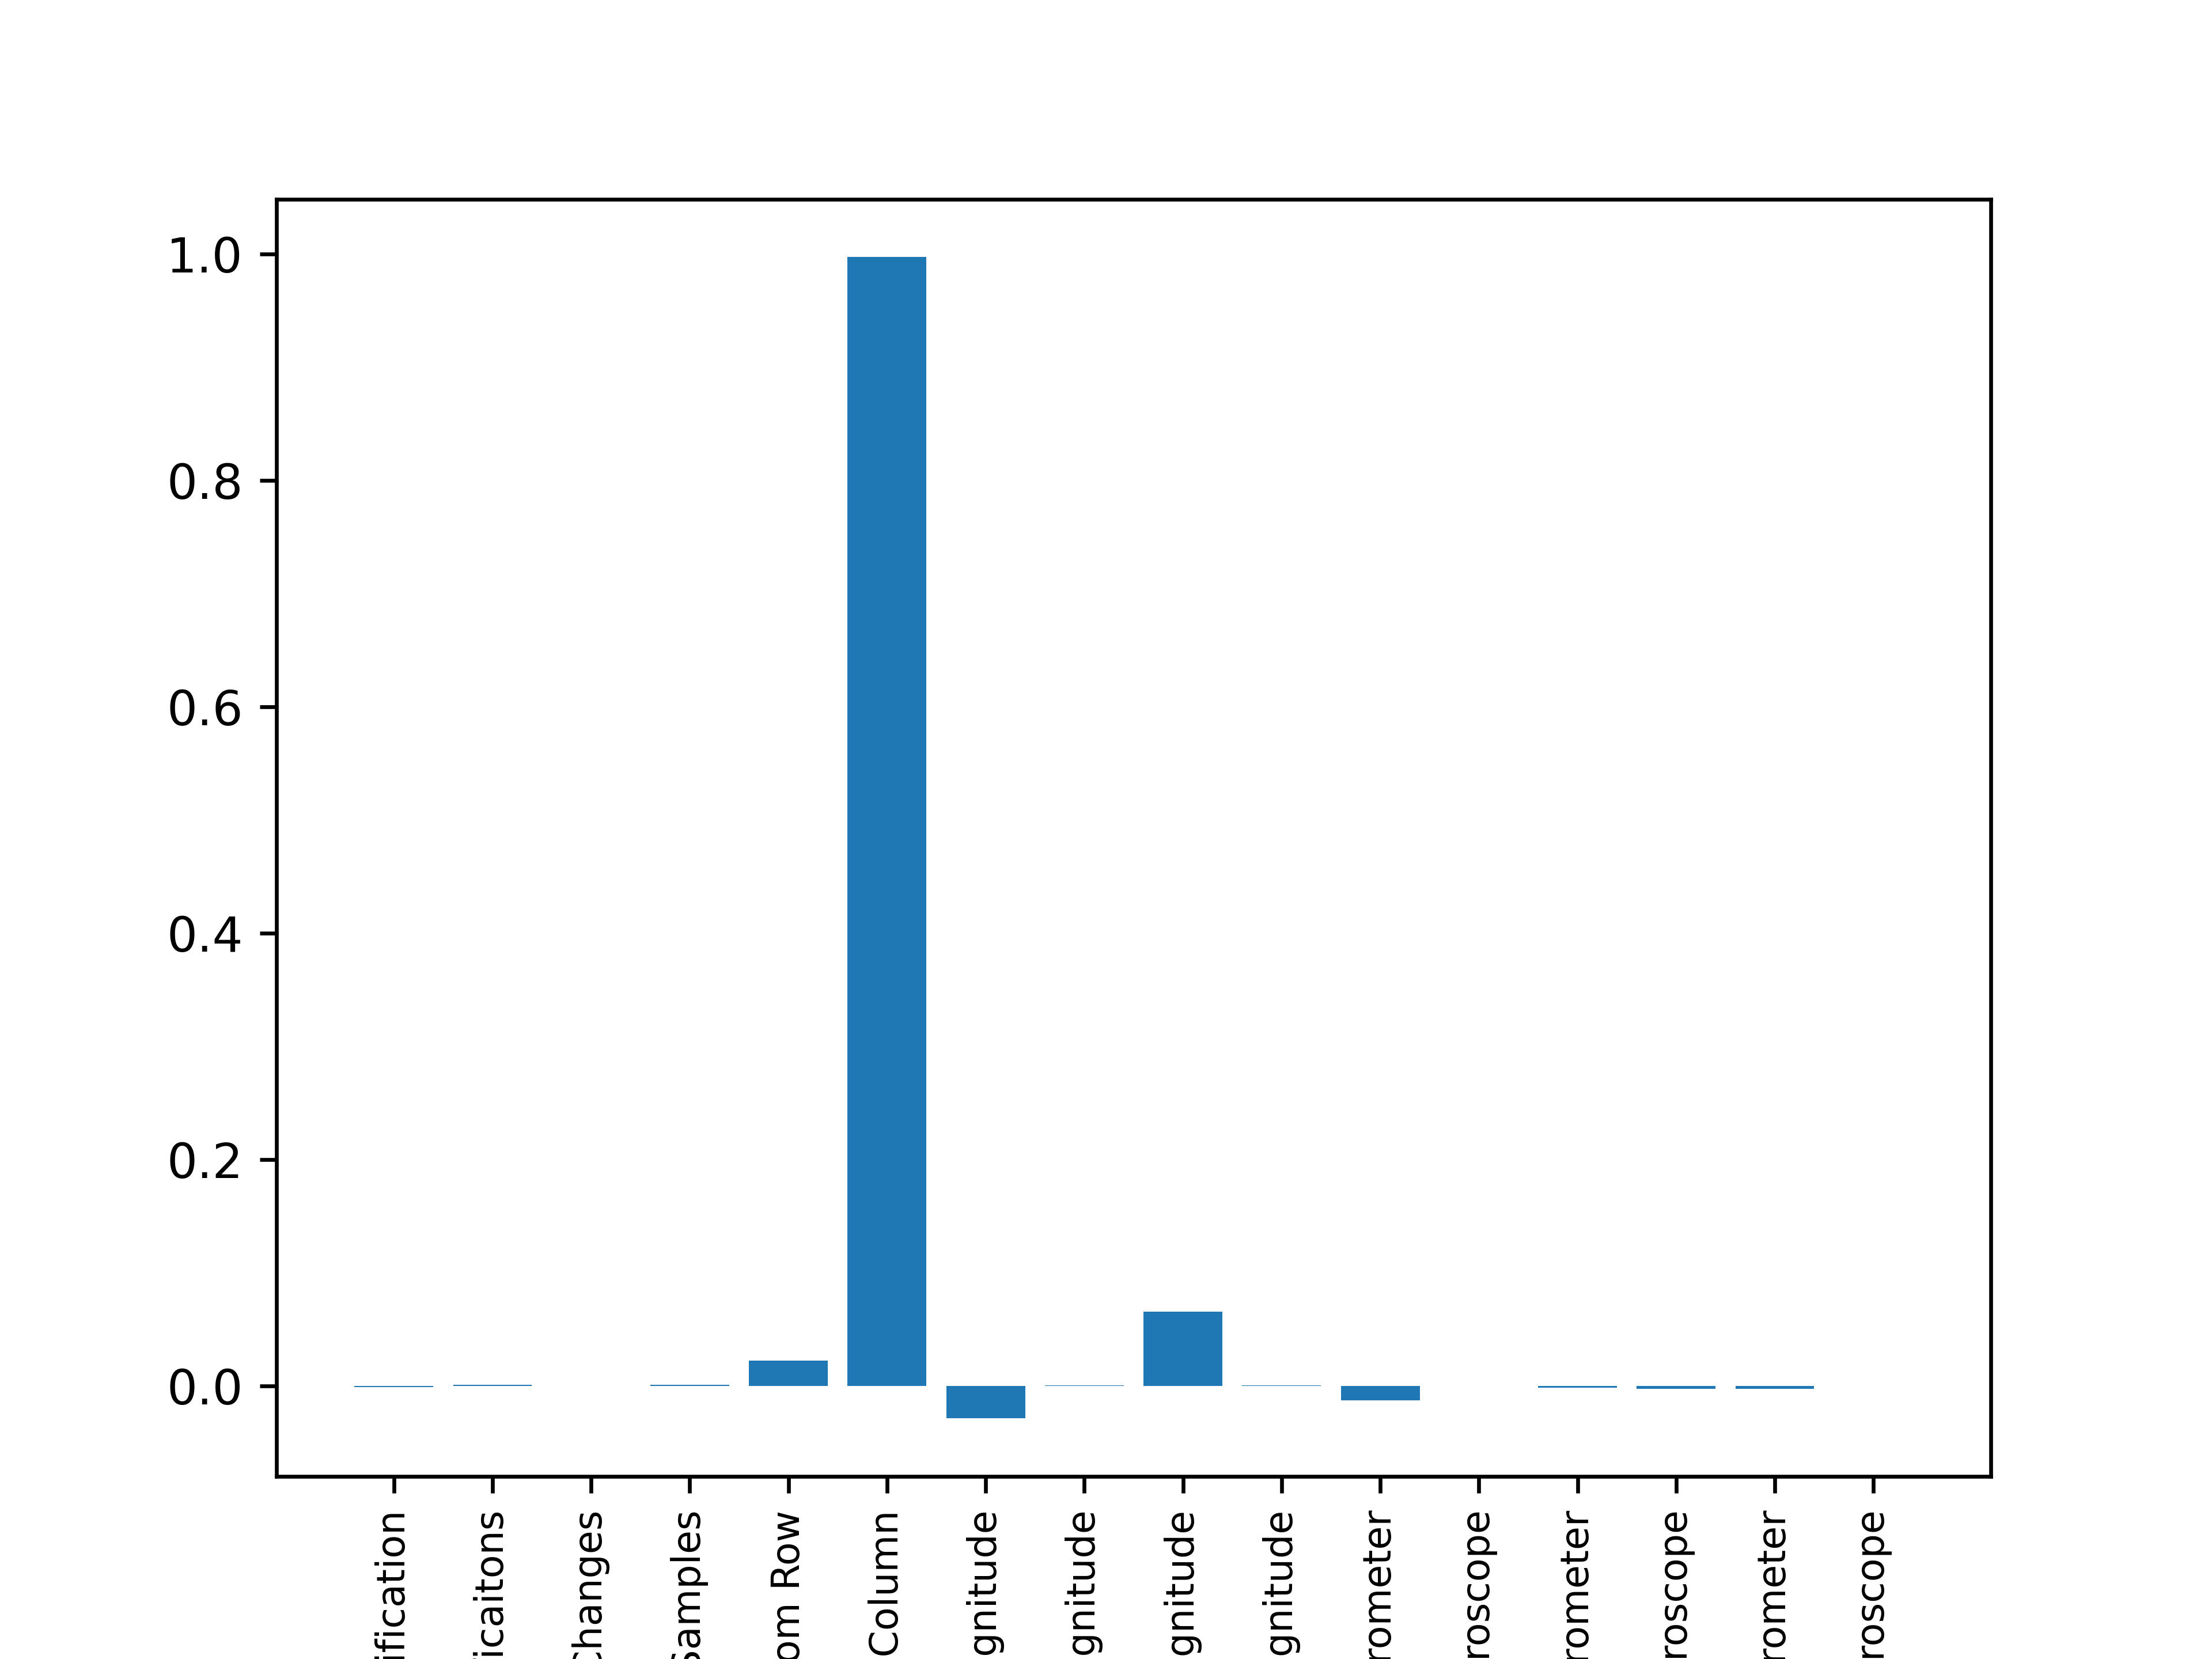 1.0
0.8
0.6
0.4
0.2
0.0
ification
icaitons
Changes
Samples
om Row
Column
gnitude
gnitude
gnitude
gnitude
rometer
roscope
rometer
roscope
rometer
roscope